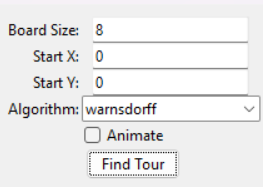 Board Size: 8
Start X: 0
Start Y: 0
Algorithm: warnsdorff
Animate
Find Tour